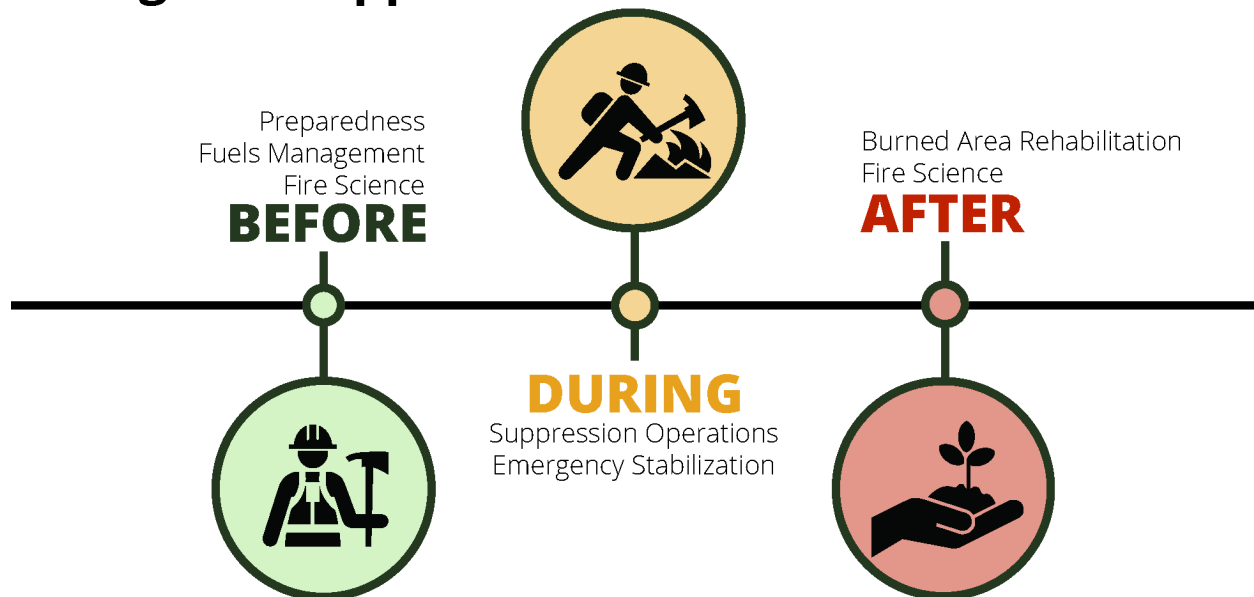 Preparedness
Fuels Management
Fire Science
BEFORE
DURING
Suppression Operations
Emergency Stabilization
Burned Area Rehabilitation
Fire Science
AFTER